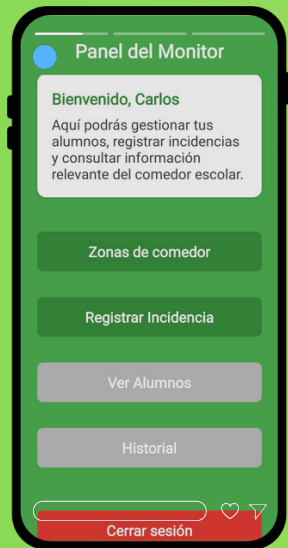 Panel del Monitor
Bienvenido, Carlos
Aquí podrás gestionar tus
alumnos, registrar incidencias
y consultar información
relevante del comedor escolar.
Zonas de comedor
Registrar Incidencia
Ver Alumnos
Historial
Cerrar sesión